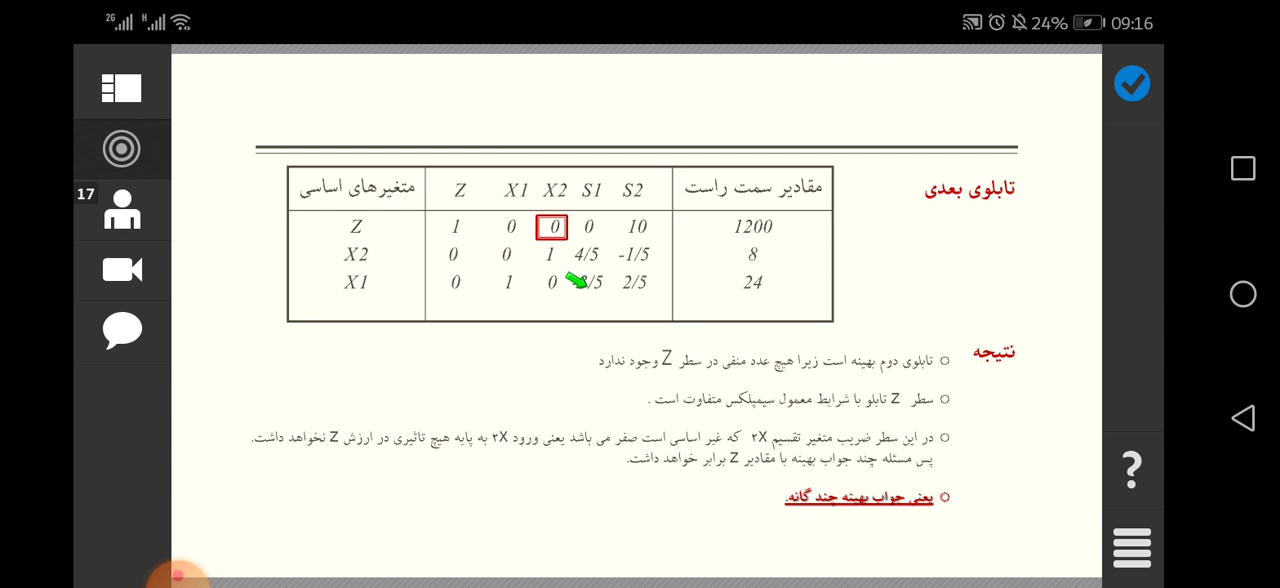 2G H 24% 09:16
17
تابلوی بعدی
متغیرهای اساسی Z X1 X2 S1 S2 مقادیر سمت راست
Z 1 0 0 0 10 1200
X2 0 0 1 4/5 -1/5 8
X1 0 1 0 /5 2/5 24
نتیجه
تابلوی دوم بهینه است زیرا هیچ عدد منفی در سطر Z وجود ندارد
سطر Z تابلو با شرایط معمول سیمپلکس متفاوت است .
در این سطر ضریب متغیر تقسیم ۲X که غیر اساسی است صفر می باشد یعنی ورود ۲X به پایه هیچ تاثیری در ارزش Z نخواهد داشت.
پس مسئله چند جواب بهینه با مقادیر Z برابر خواهد داشت.
یعنی جواب بهینه چند گانه.
?